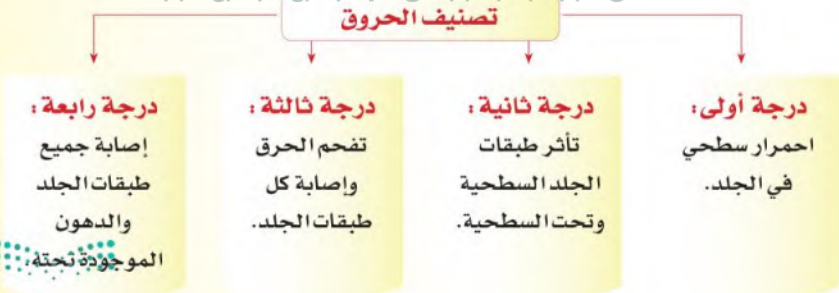 تصنيف الحروق
درجة أولى:
احمرار سطحي
في الجلد.
درجة ثانية:
تأثر طبقات
الجلد السطحية
وتحت السطحية.
درجة ثالثة:
تفحم الحرق
وإصابة كل
طبقات الجلد.
درجة رابعة:
إصابة جميع
طبقات الجلد
والدهون
الموجودة تحته.